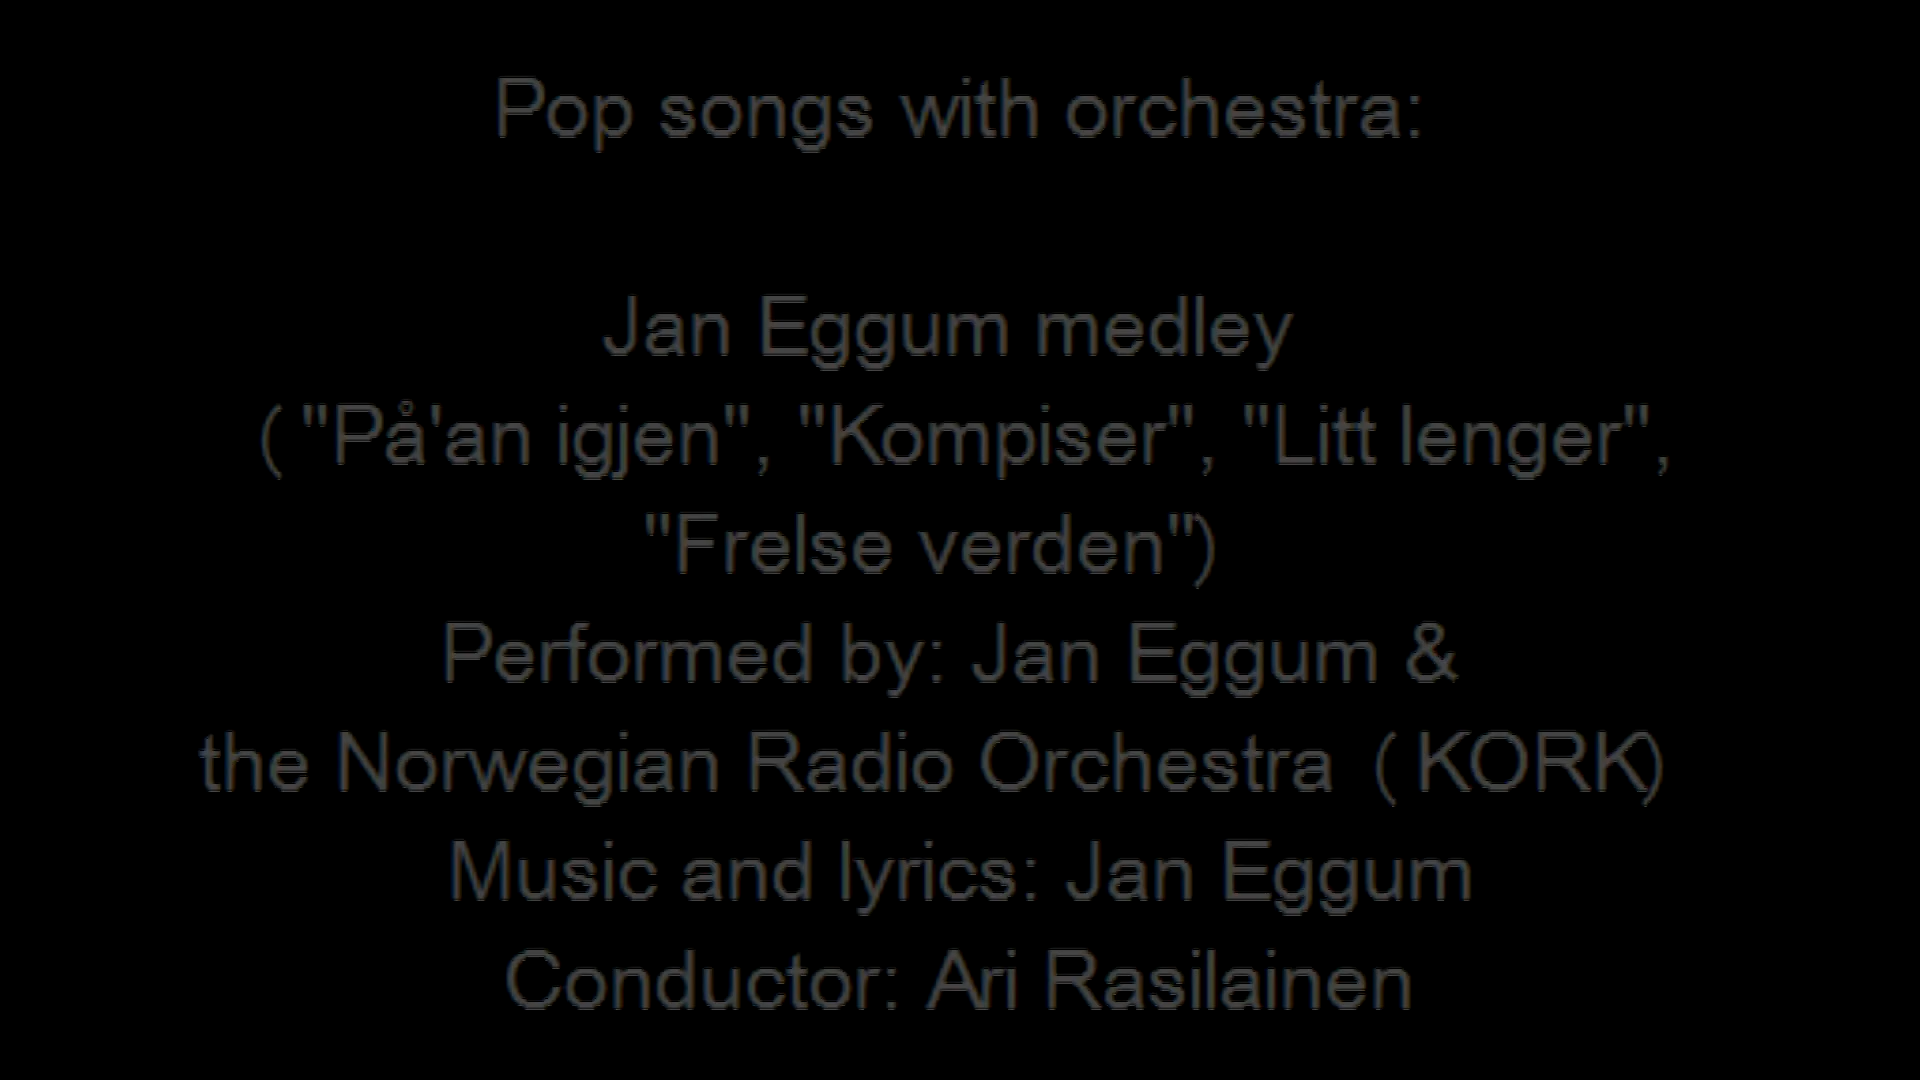 Pop songs with orchestra:
Jan Eggum medley
( "På'an igjen", "Kompiser", "Litt lenger",
"Frelse verden")
Performed by: Jan Eggum &
the Norwegian Radio Orchestra ( KORK)
Music and lyrics: Jan Eggum
Conductor: Ari Rasilainen